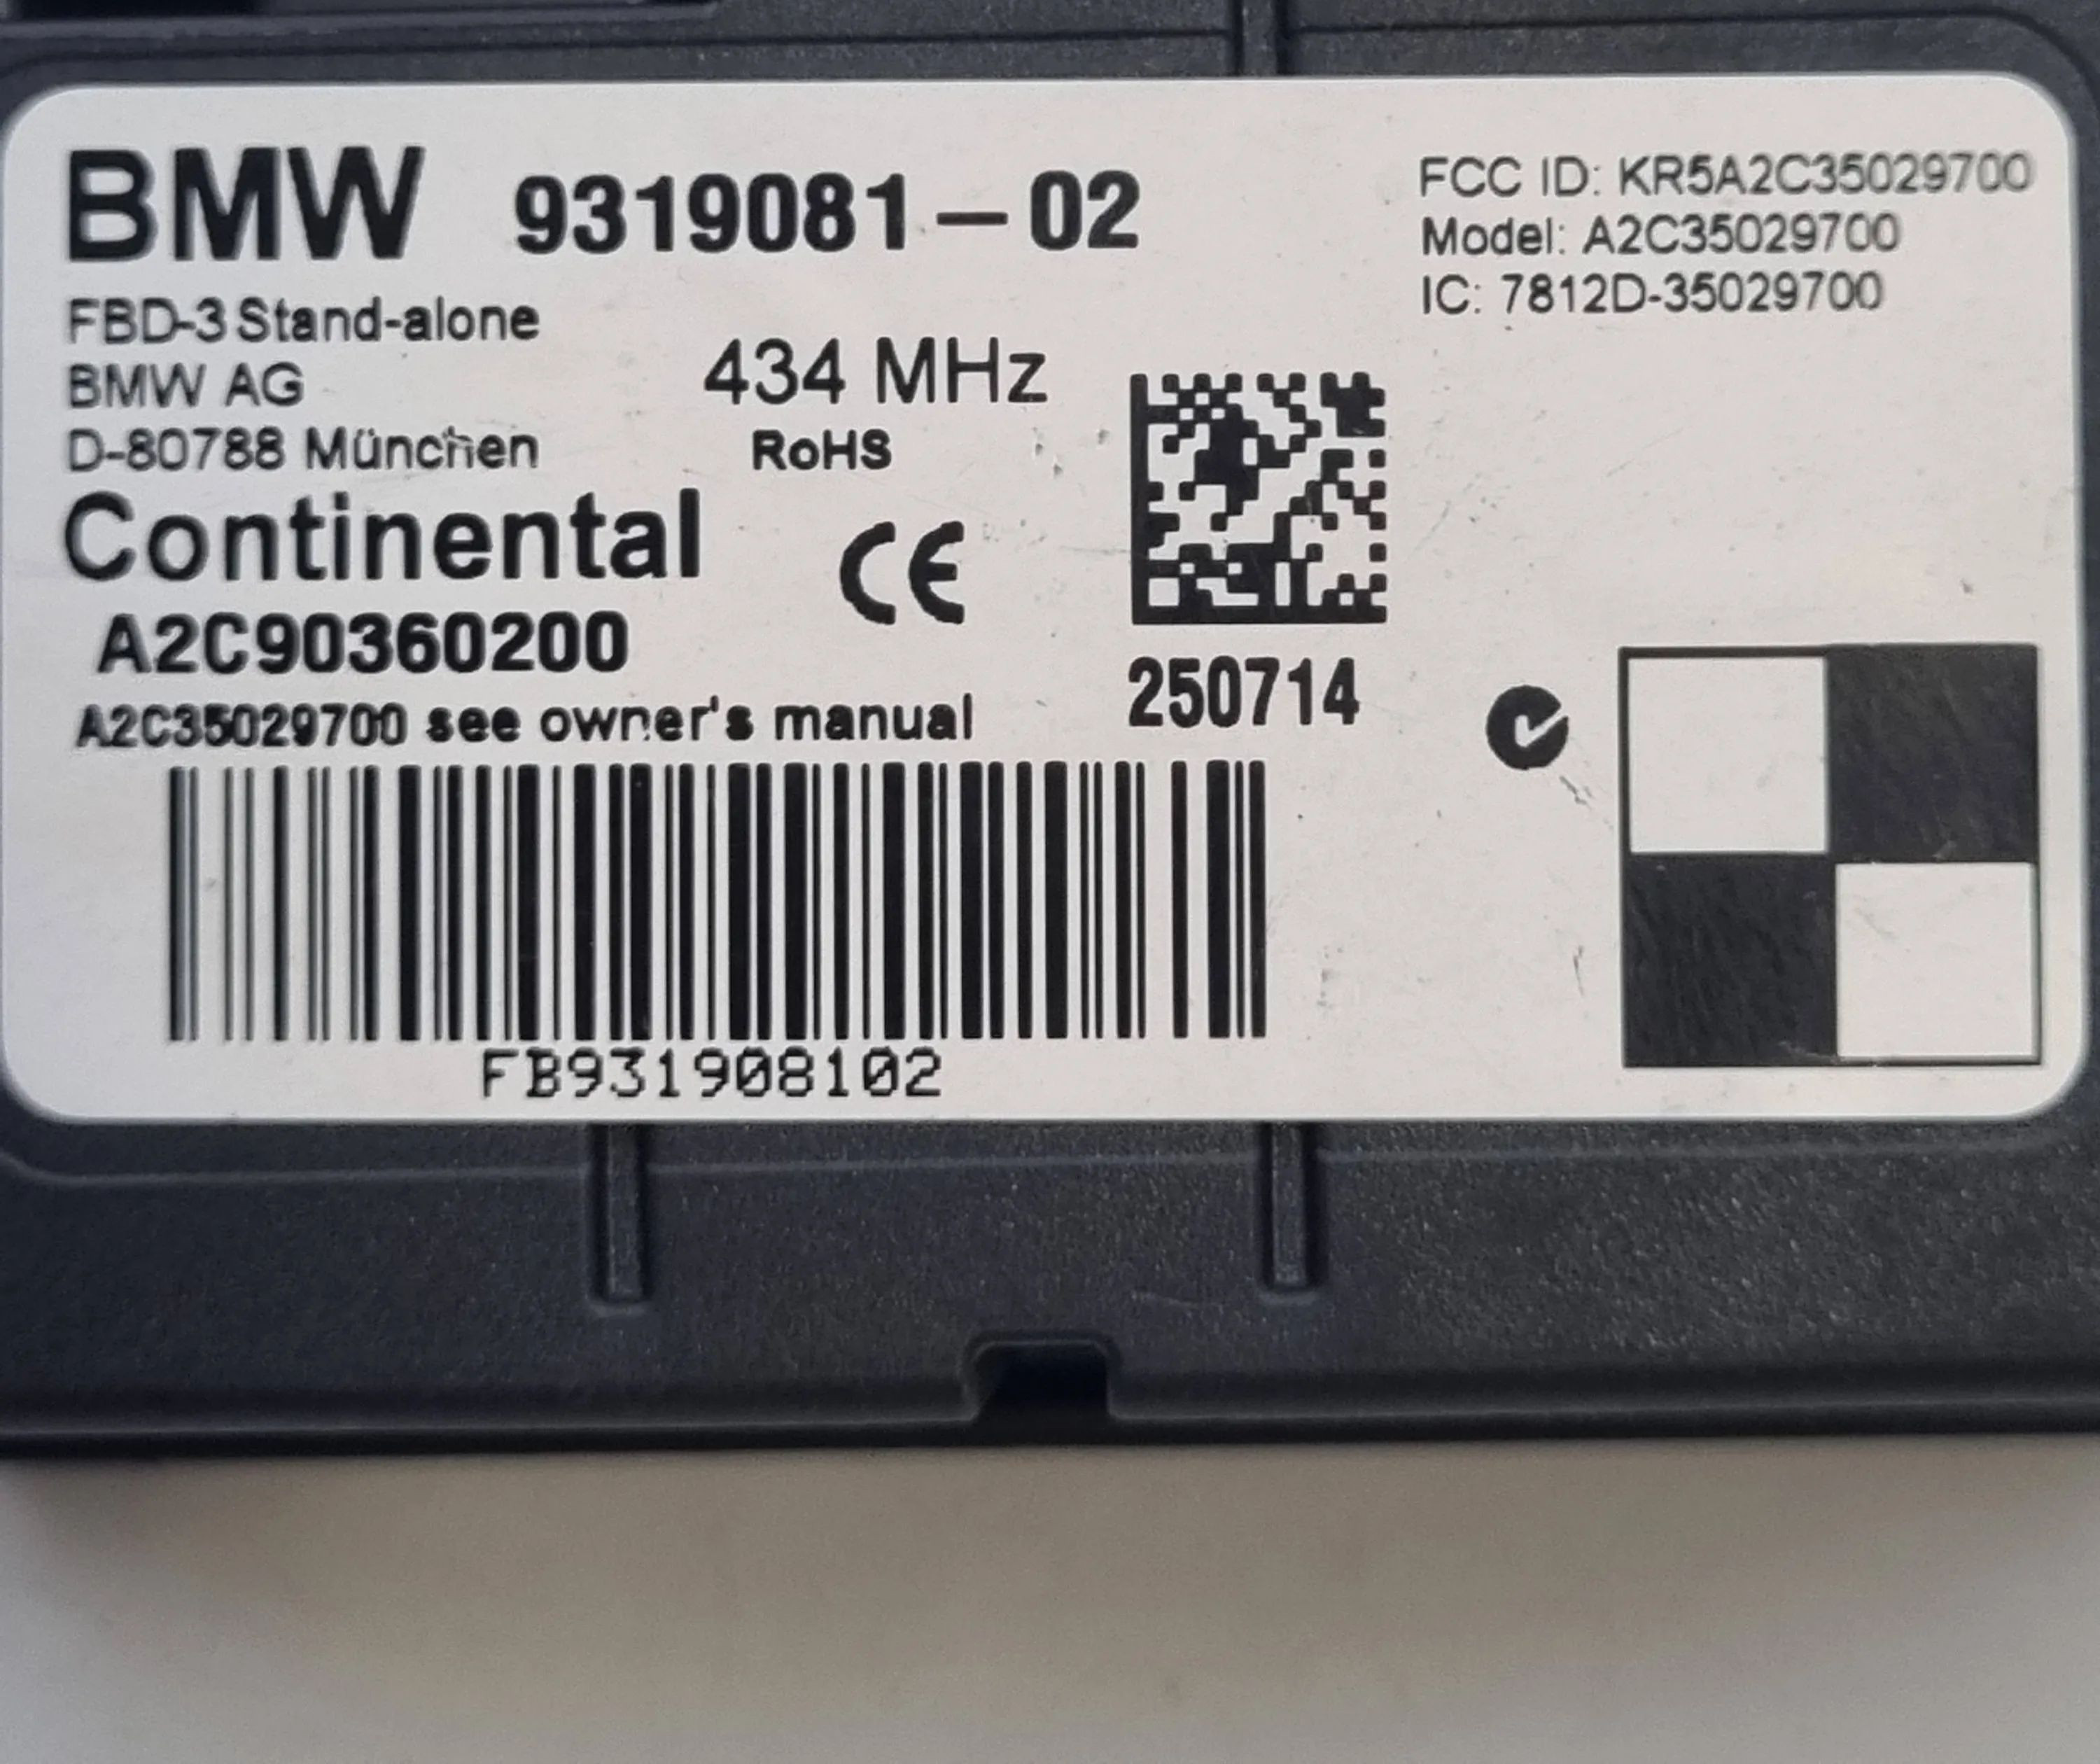 BMW 9319081-02
FBD-3 Stand-alone
BMW AG
D-80788 München
434 MHz
RoHS
Continental
CE
A2C90360200
A2C35029700 see owner's manual
250714
FB931908102
FCC ID: KR5A2C35029700
Model: A2C35029700
IC: 7812D-35029700